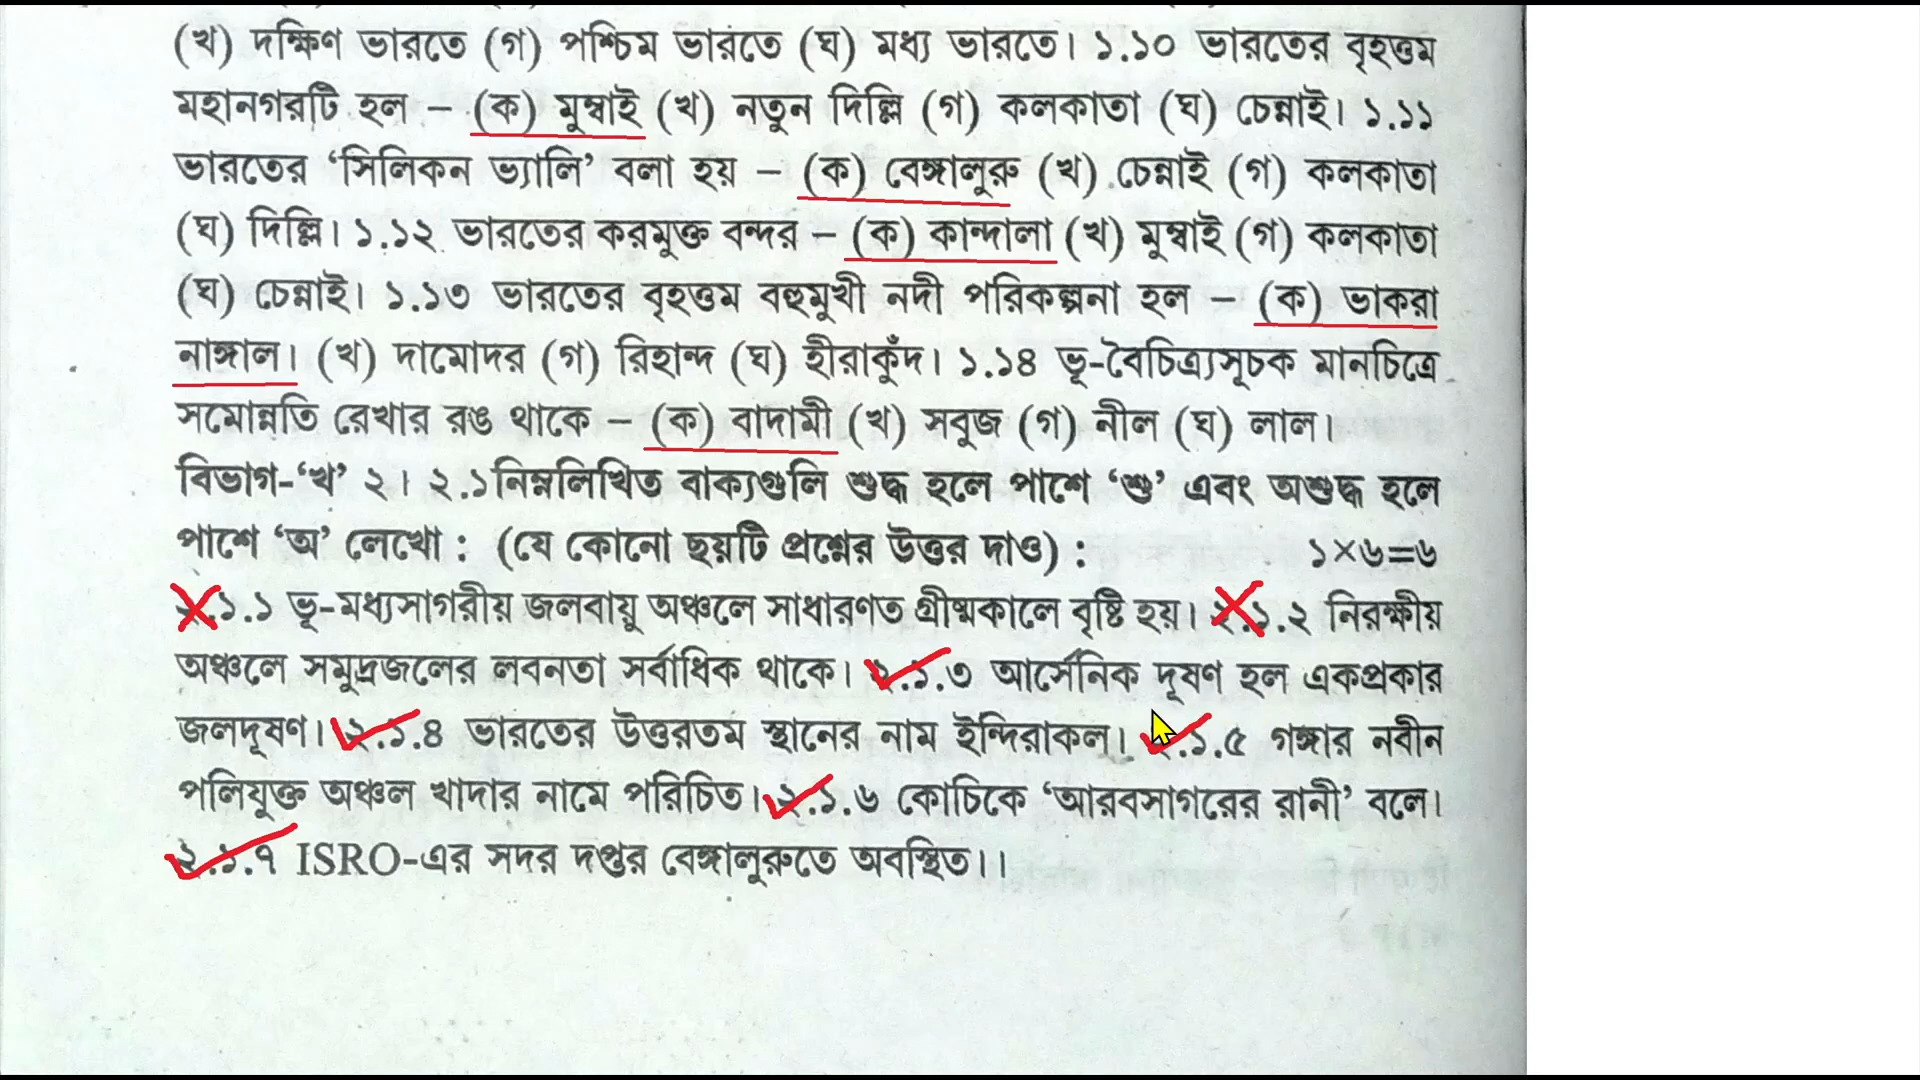 (খ) দক্ষিণ ভারতে (গ) পশ্চিম ভারতে (ঘ) মধ্য ভারতে। ১.১০ ভারতের বৃহত্তম
মহানগরটি হল – (ক) মুম্বাই (খ) নতুন দিল্লি (গ) কলকাতা (ঘ) চেন্নাই। ১.১১
ভারতের ‘সিলিকন ভ্যালি’ বলা হয় – (ক) বেঙ্গালুরু (খ) চেন্নাই (গ) কলকাতা
(ঘ) দিল্লি। ১.১২ ভারতের করমুক্ত বন্দর – (ক) কান্দালা (খ) মুম্বাই (গ) কলকাতা
(ঘ) চেন্নাই। ১.১৩ ভারতের বৃহত্তম বহুমুখী নদী পরিকল্পনা হল – (ক) ভাকরা
নাঙ্গাল। (খ) দামোদর (গ) রিহান্দ (ঘ) হীরাকুঁদ। ১.১৪ ভূ-বৈচিত্র্যসূচক মানচিত্রে
সমোন্নতি রেখার রঙ থাকে – (ক) বাদামী (খ) সবুজ (গ) নীল (ঘ) লাল।
বিভাগ-‘খ’ ২। ২.১নিম্নলিখিত বাক্যগুলি শুদ্ধ হলে পাশে ‘শু’ এবং অশুদ্ধ হলে
পাশে ‘অ’ লেখো : (যে কোনো ছয়টি প্রশ্নের উত্তর দাও) : ১×৬=৬
২.১.১ ভূ-মধ্যসাগরীয় জলবায়ু অঞ্চলে সাধারণত গ্রীষ্মকালে বৃষ্টি হয়। ২.১.২ নিরক্ষীয়
অঞ্চলে সমুদ্রজলের লবনতা সর্বাধিক থাকে। ২.১.৩ আর্সেনিক দূষণ হল একপ্রকার
জলদূষণ। ২.১.৪ ভারতের উত্তরতম স্থানের নাম ইন্দিরাকল। ২.১.৫ গঙ্গার নবীন
পলিযুক্ত অঞ্চল খাদার নামে পরিচিত। ২.১.৬ কোচিকে ‘আরবসাগরের রানী’ বলে।
২.১.৭ ISRO-এর সদর দপ্তর বেঙ্গালুরুতে অবস্থিত।।